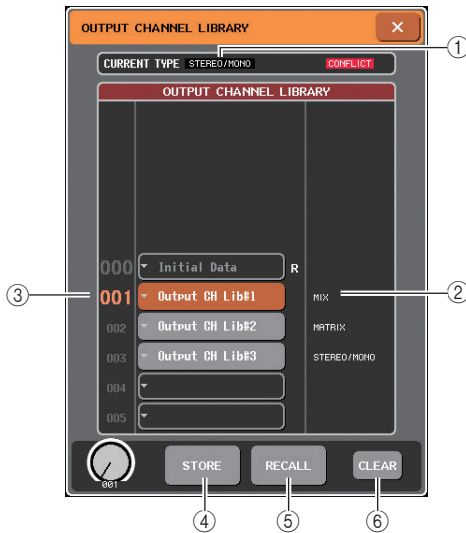 OUTPUT CHANNEL LIBRARY ×
①
CURRENT TYPE STEREO/MONO CONFLICT
OUTPUT CHANNEL LIBRARY
000 Initial Data R
③ 001 Output CH Lib#1 MIX ②
002 Output CH Lib#2 MATRIX
003 Output CH Lib#3 STEREO/MONO
004
005
001 STORE RECALL CLEAR
④ ⑤ ⑥